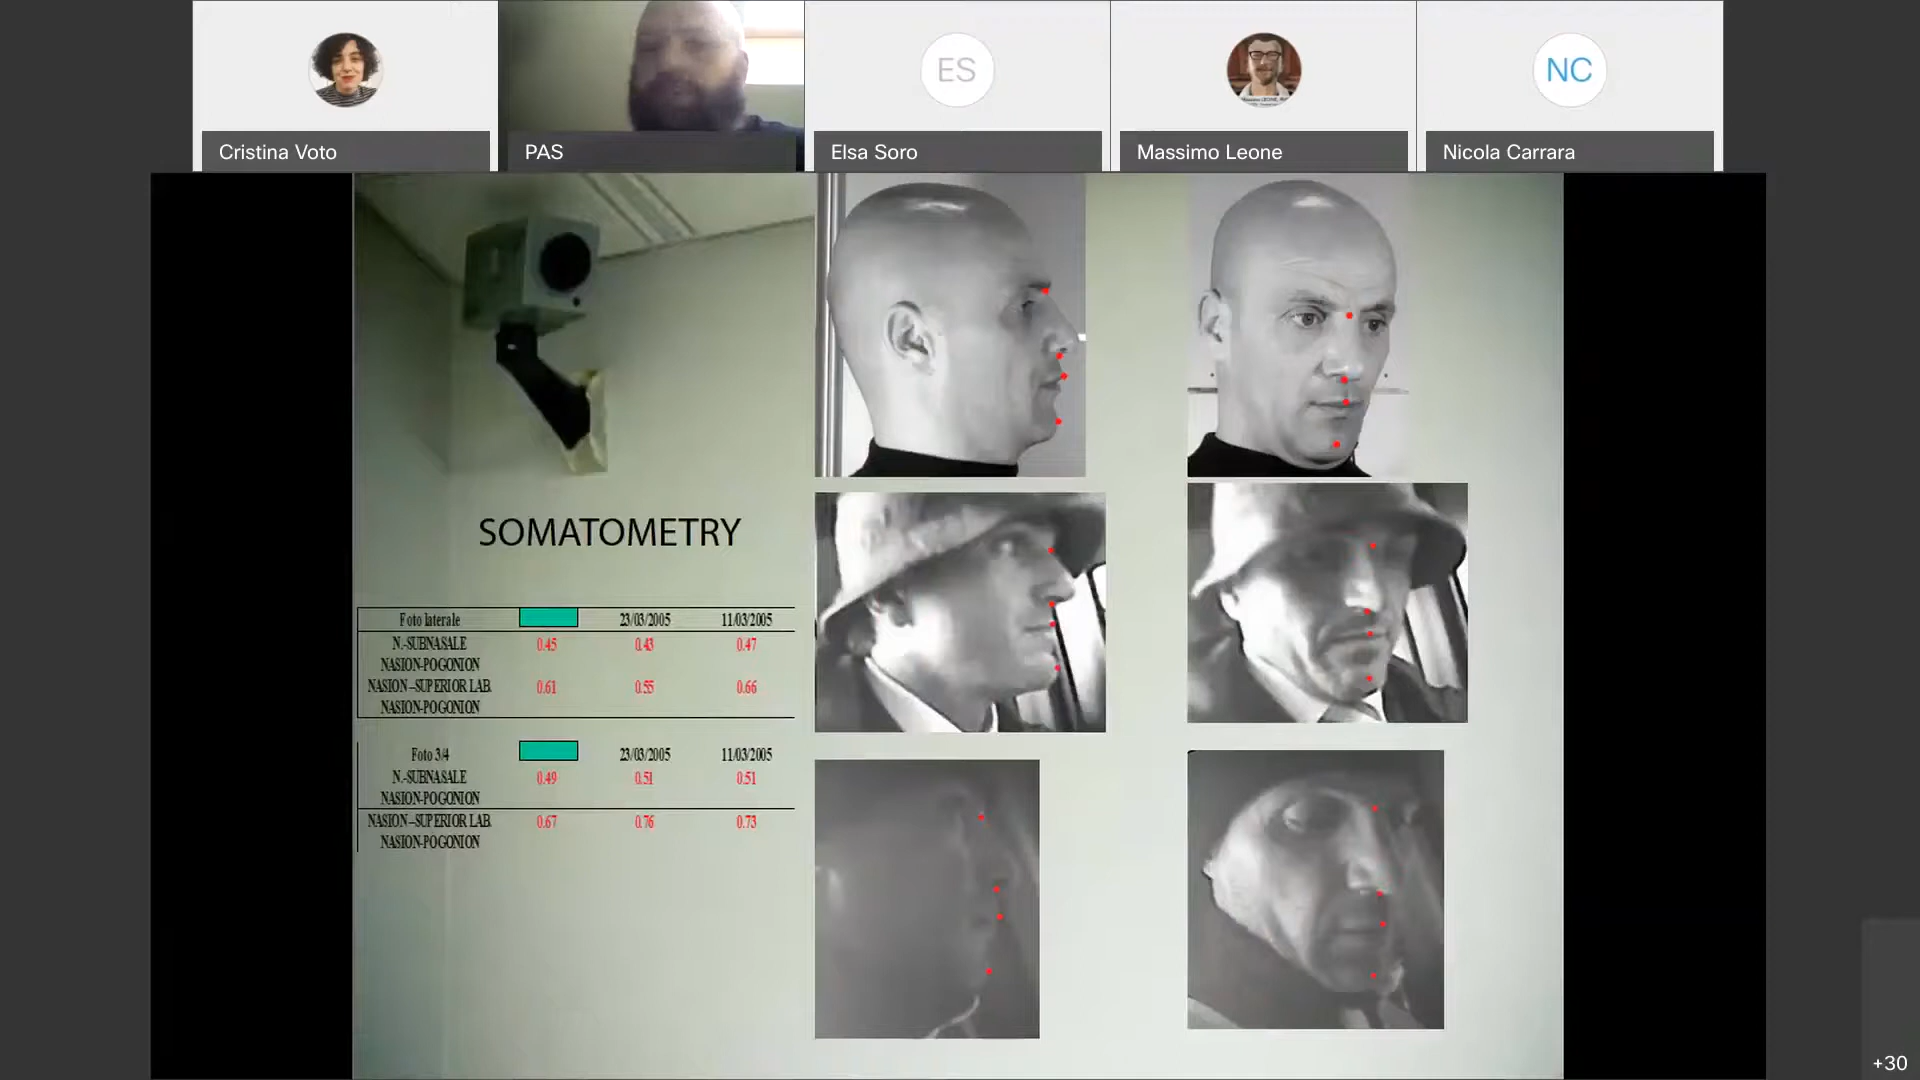 Cristina Voto
PAS
ES
Elsa Soro
Massimo Leone
NC
Nicola Carrara
SOMATOMETRY
Foto laterale 23/03/2005 11/03/2005
N.-SUBNASALE 0.45 0.43 0.47
NASION-POGONION
NASION-SUPERIOR LAB. 0.61 0.55 0.66
NASION-POGONION
Foto 3/4 23/03/2005 11/03/2005
N.-SUBNASALE 0.49 0.51 0.51
NASION-POGONION
NASION-SUPERIOR LAB. 0.67 0.76 0.73
NASION-POGONION
+30